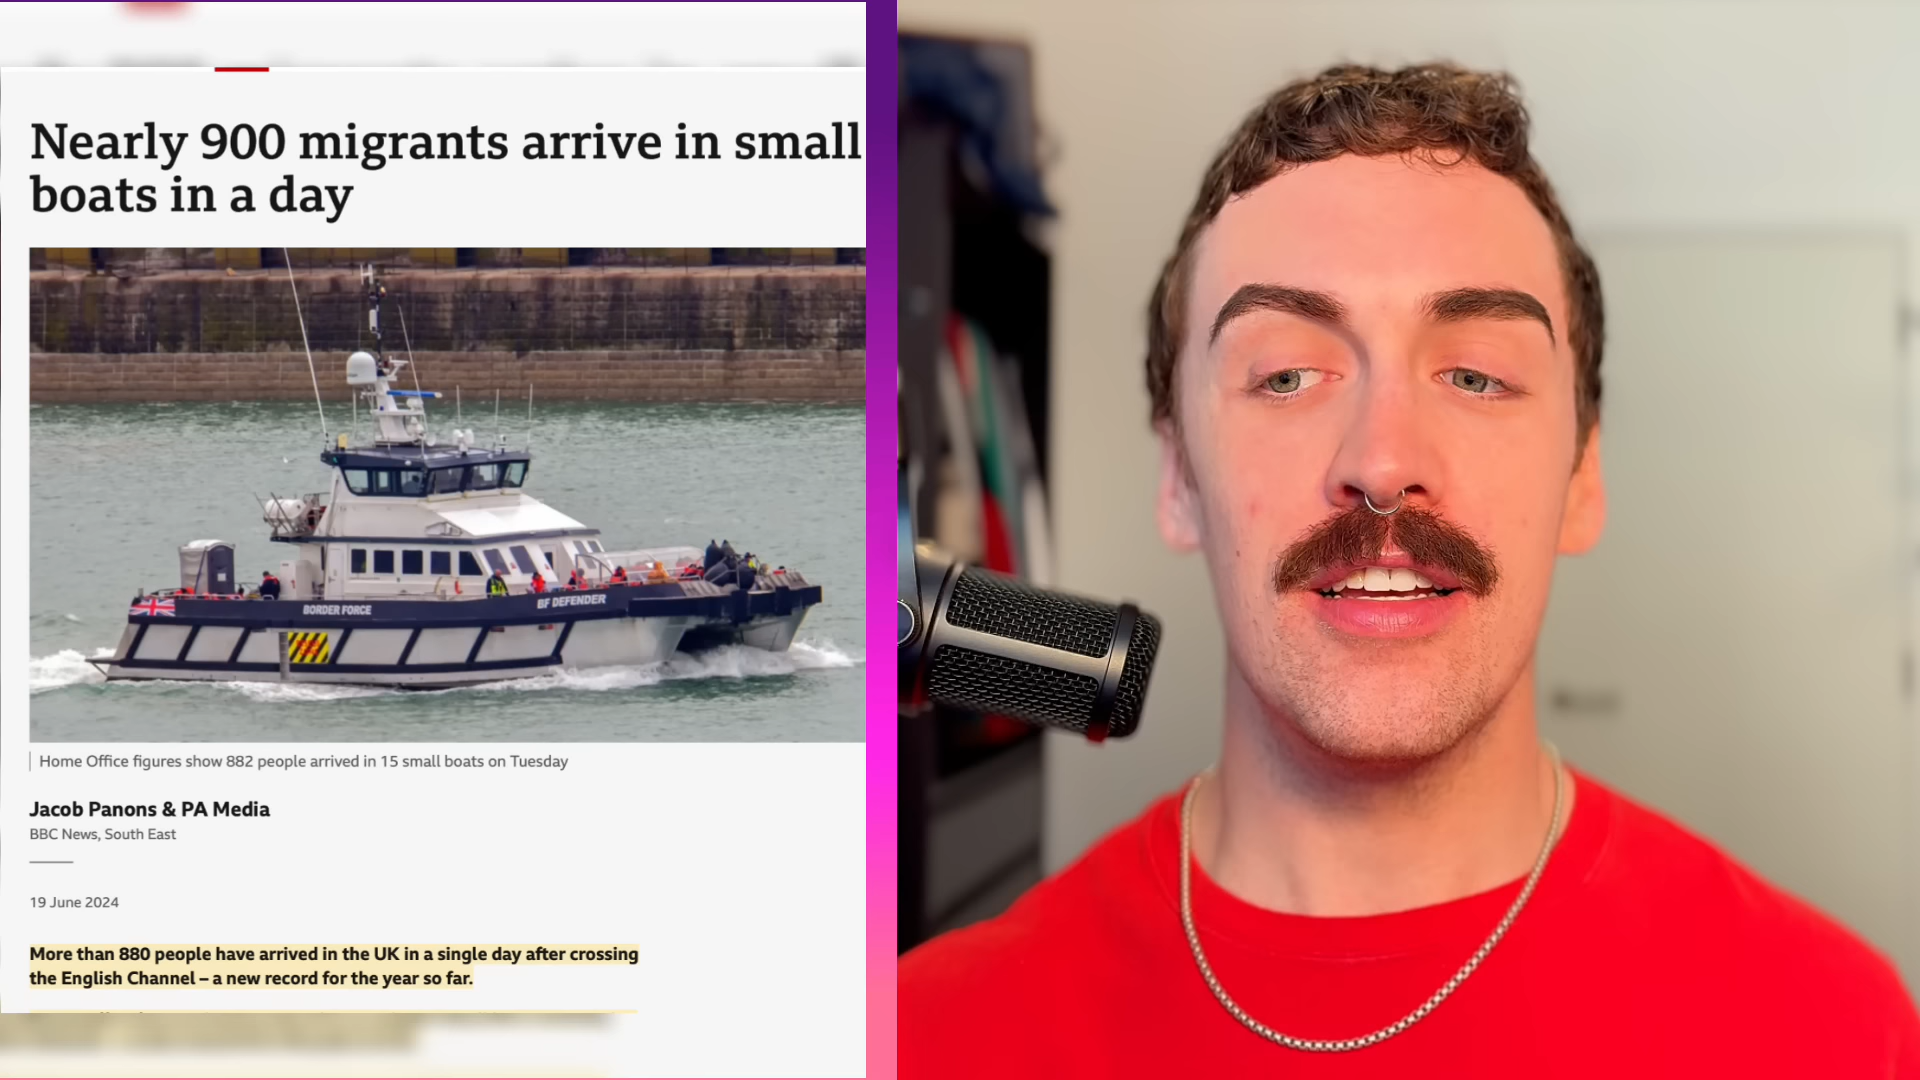 Nearly 900 migrants arrive in small
boats in a day
BORDER FORCE
BF DEFENDER
Home Office figures show 882 people arrived in 15 small boats on Tuesday
Jacob Panons & PA Media
BBC News, South East
19 June 2024
More than 880 people have arrived in the UK in a single day after crossing
the English Channel – a new record for the year so far.